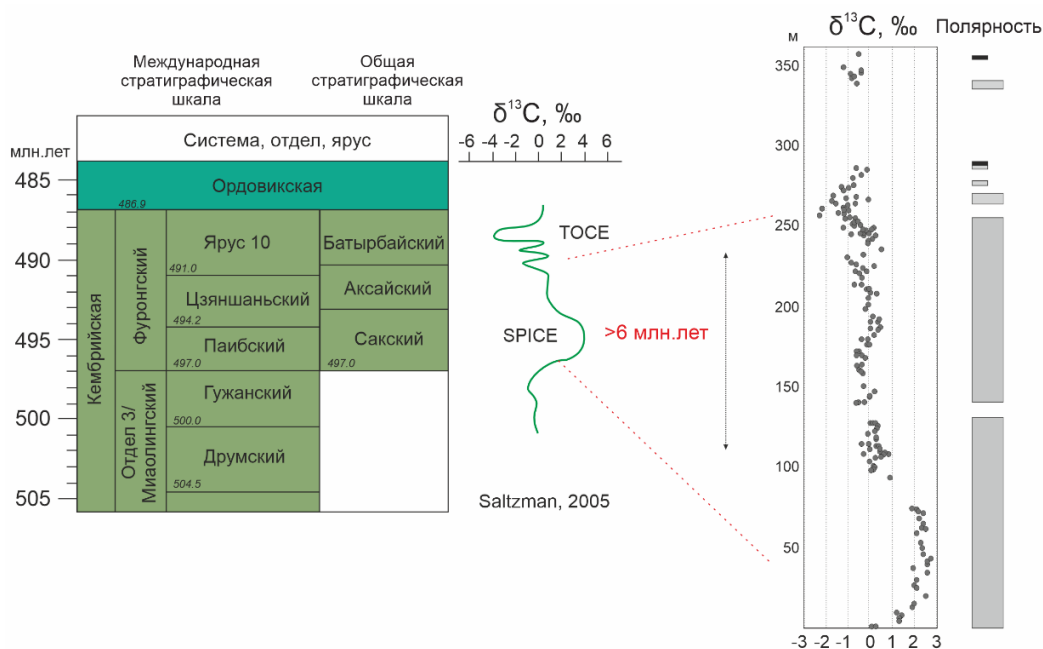 Международная
стратиграфическая
шкала
Общая
стратиграфическая
шкала
млн.лет
Система, отдел, ярус
Ордовикская
486.9
485
490
495
500
505
Кембрийская
Фуронгский
Отдел 3/
Миаолингский
Ярус 10
491.0
Цзяншаньский
494.2
Паибский
497.0
Гужанский
500.0
Друмский
504.5
Батырбайский
Аксайский
Сакский
497.0
δ¹³C, ‰
-6 -4 -2 0 2 4 6
TOCE
SPICE
>6 млн.лет
Saltzman, 2005
δ¹³C, ‰
Полярность
м
350
300
250
200
150
100
50
-3 -2 -1 0 1 2 3